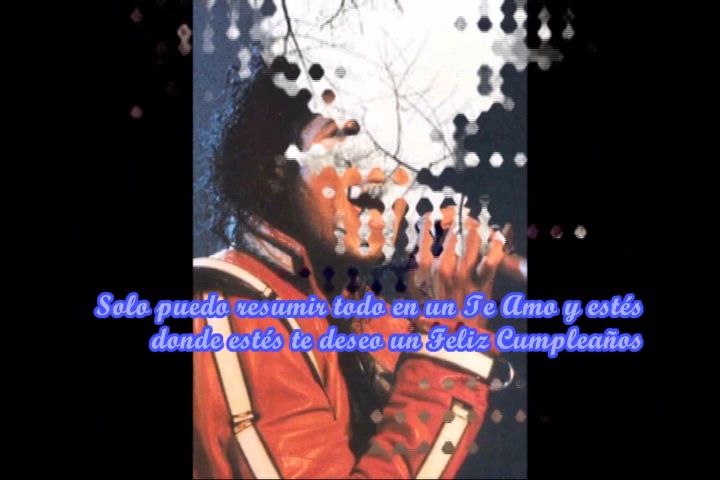 Solo puedo resumir todo en un Te Amo y estés
donde estés te deseo un Feliz Cumpleaños